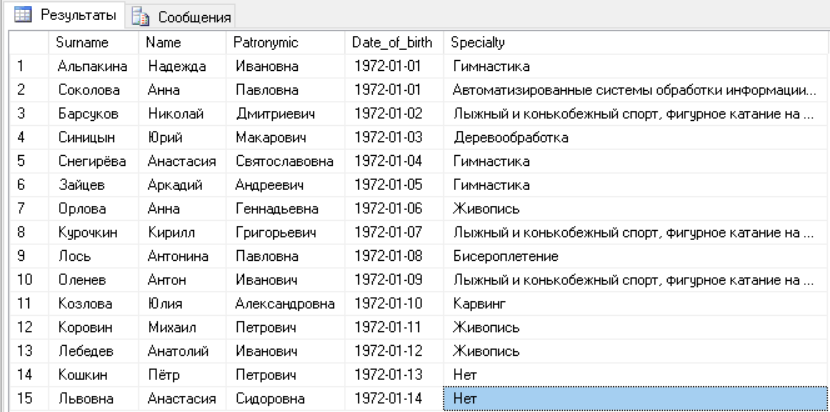 Результаты Сообщения
Surname Name Patronymic Date_of_birth Specialty
1 Альпакина Надежда Ивановна 1972-01-01 Гимнастика
2 Соколова Анна Павловна 1972-01-01 Автоматизированные системы обработки информации...
3 Барсуков Николай Дмитриевич 1972-01-02 Лыжный и конькобежный спорт, фигурное катание на ...
4 Синицын Юрий Макарович 1972-01-03 Деревообработка
5 Снегирёва Анастасия Святославовна 1972-01-04 Гимнастика
6 Зайцев Аркадий Андреевич 1972-01-05 Гимнастика
7 Орлова Анна Геннадьевна 1972-01-06 Живопись
8 Курочкин Кирилл Григорьевич 1972-01-07 Лыжный и конькобежный спорт, фигурное катание на ...
9 Лось Антонина Павловна 1972-01-08 Бисероплетение
10 Оленев Антон Иванович 1972-01-09 Лыжный и конькобежный спорт, фигурное катание на ...
11 Козлова Юлия Александровна 1972-01-10 Карвинг
12 Коровин Михаил Петрович 1972-01-11 Живопись
13 Лебедев Анатолий Иванович 1972-01-12 Живопись
14 Кошкин Пётр Петрович 1972-01-13 Нет
15 Львовна Анастасия Сидоровна 1972-01-14 Нет